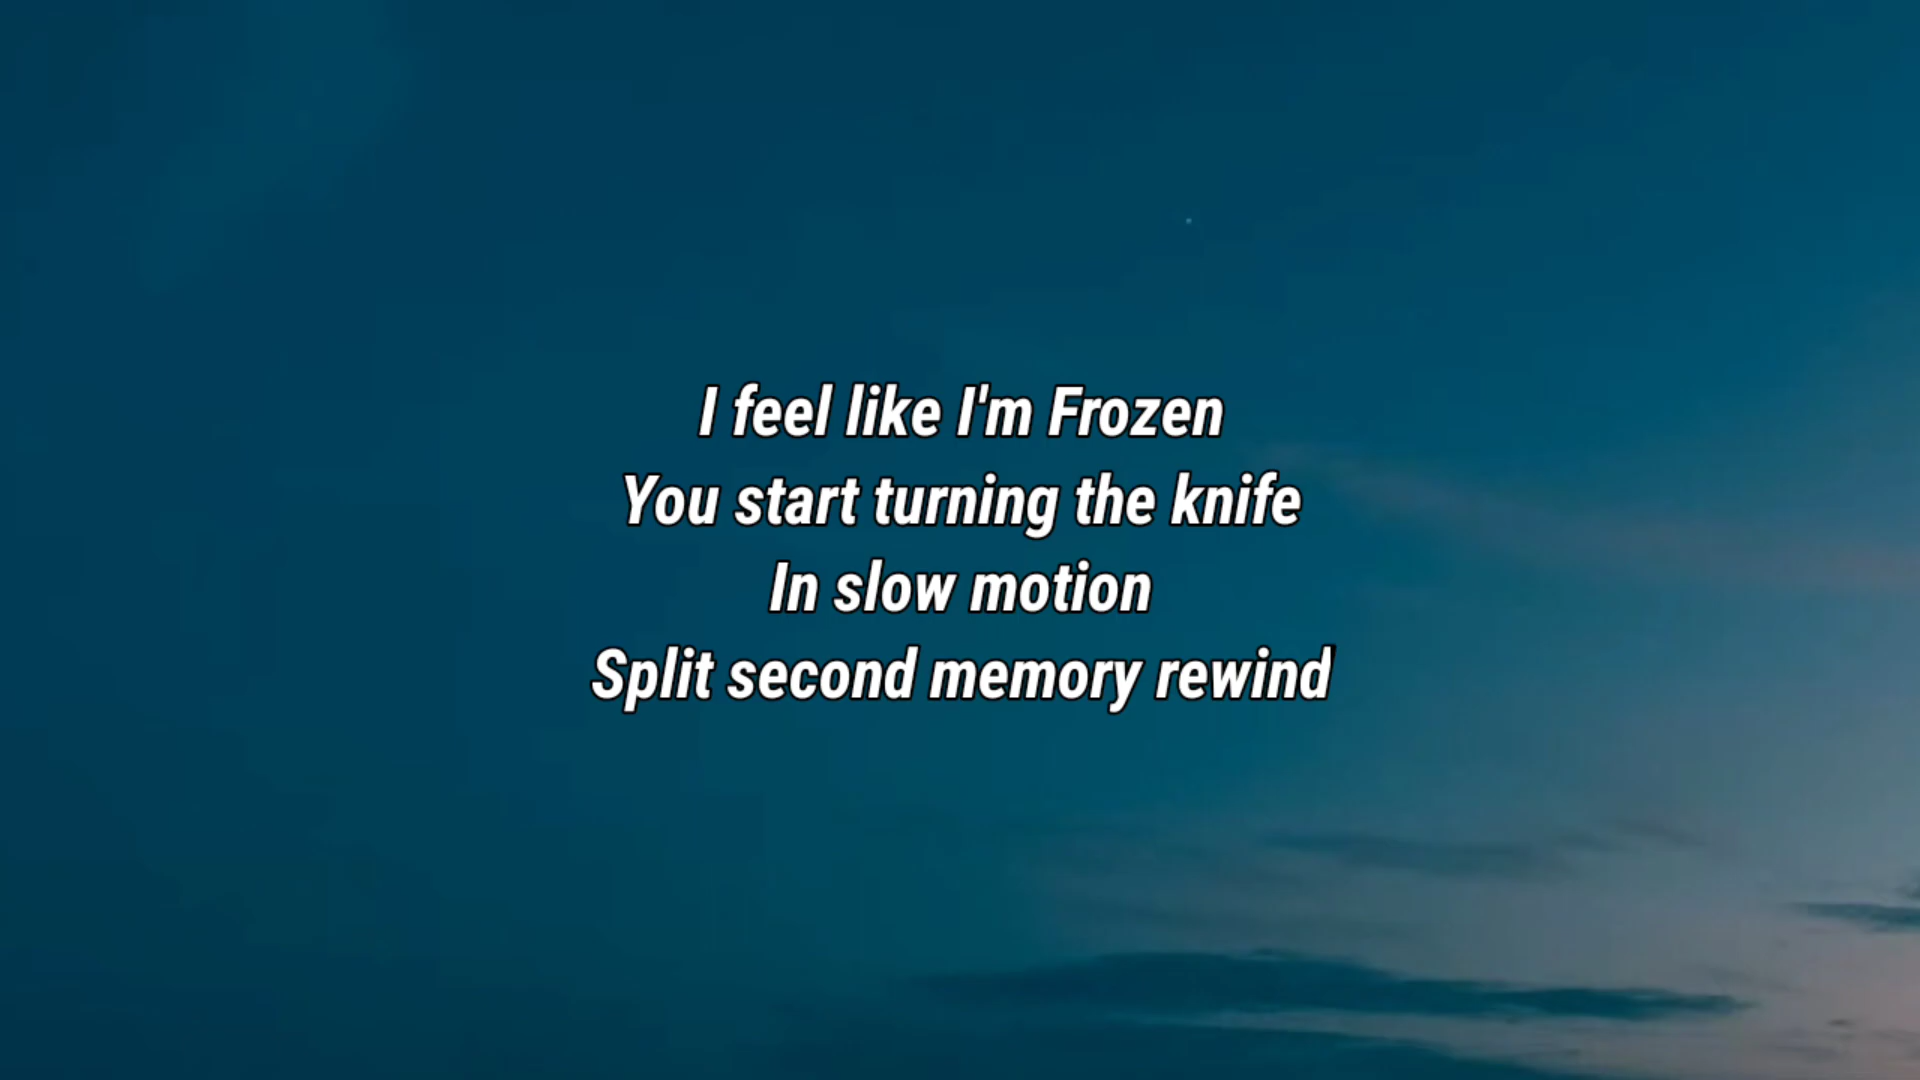 I feel like I'm Frozen
You start turning the knife
In slow motion
Split second memory rewind